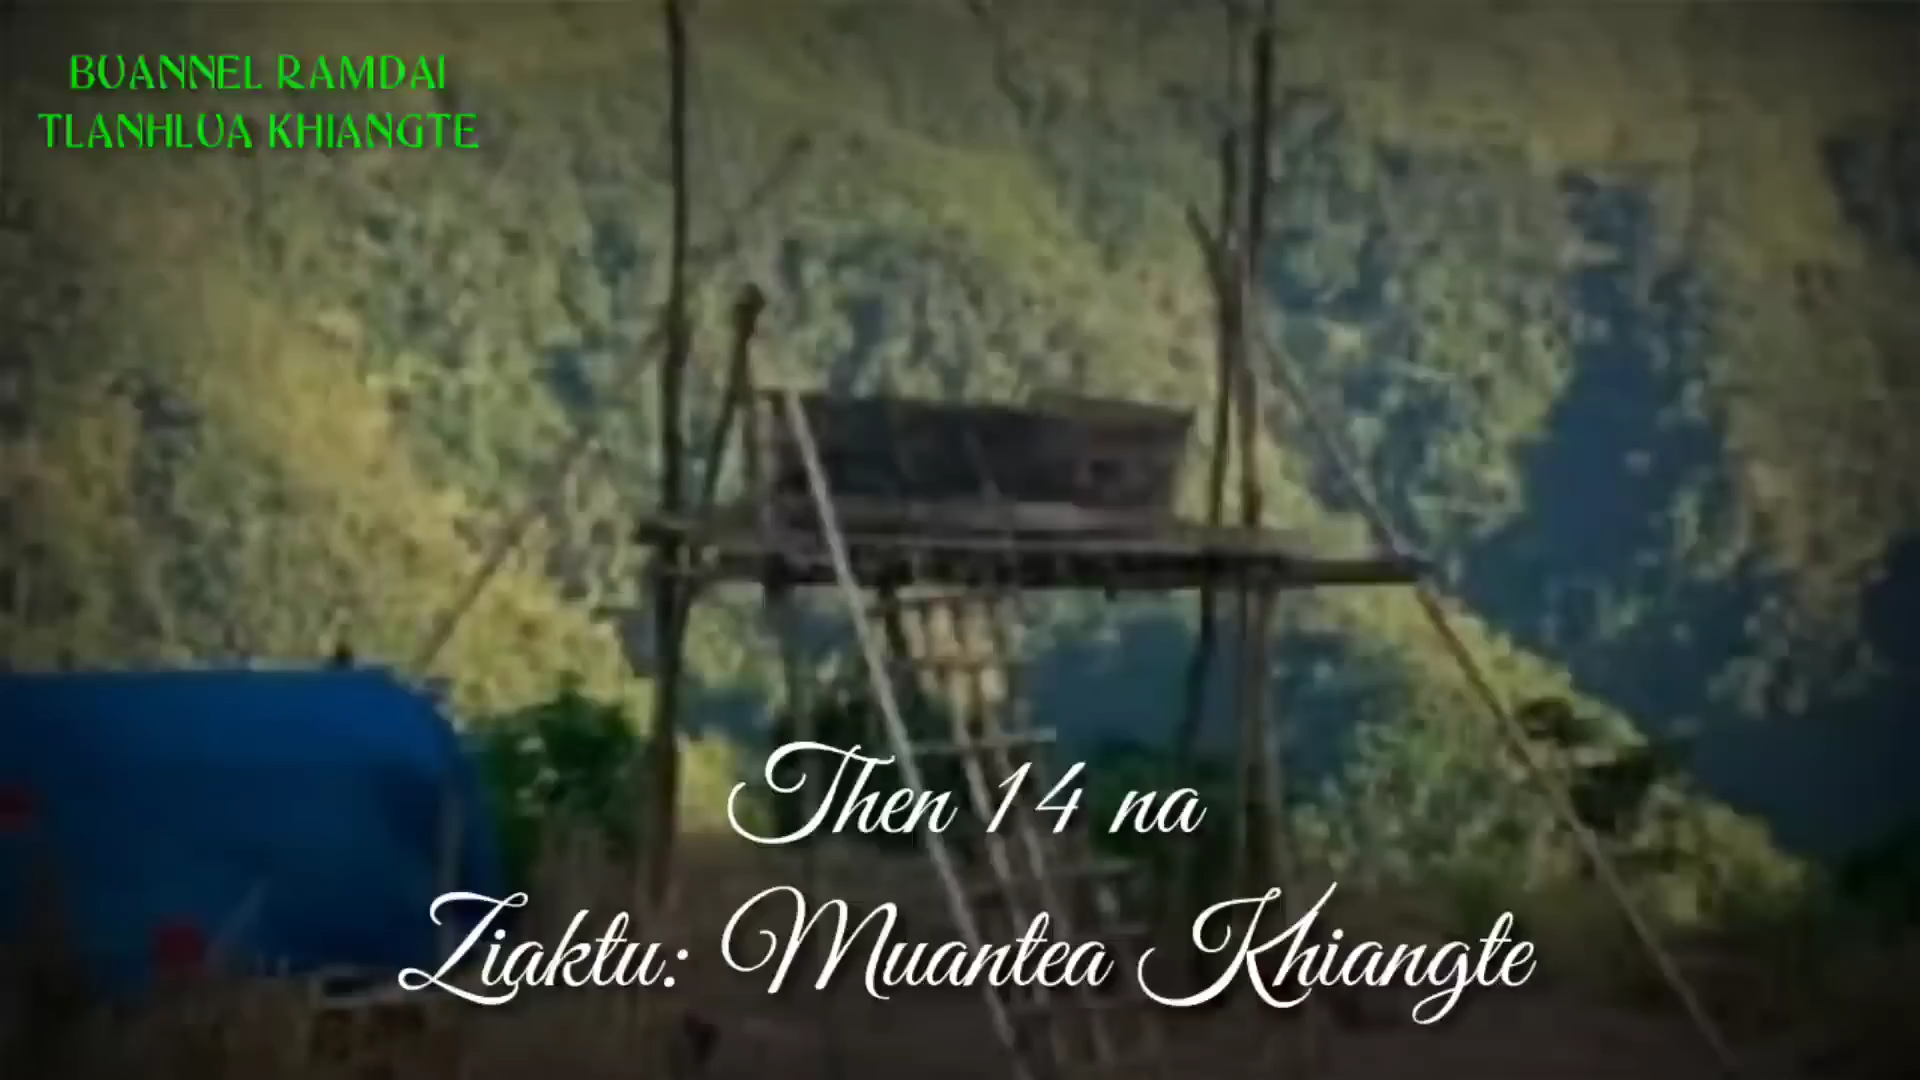 BUANNEL RAMDAI
TLANHLUA KHIANGTE
Then 14 na
Ziaktu: Muantea Khiangte